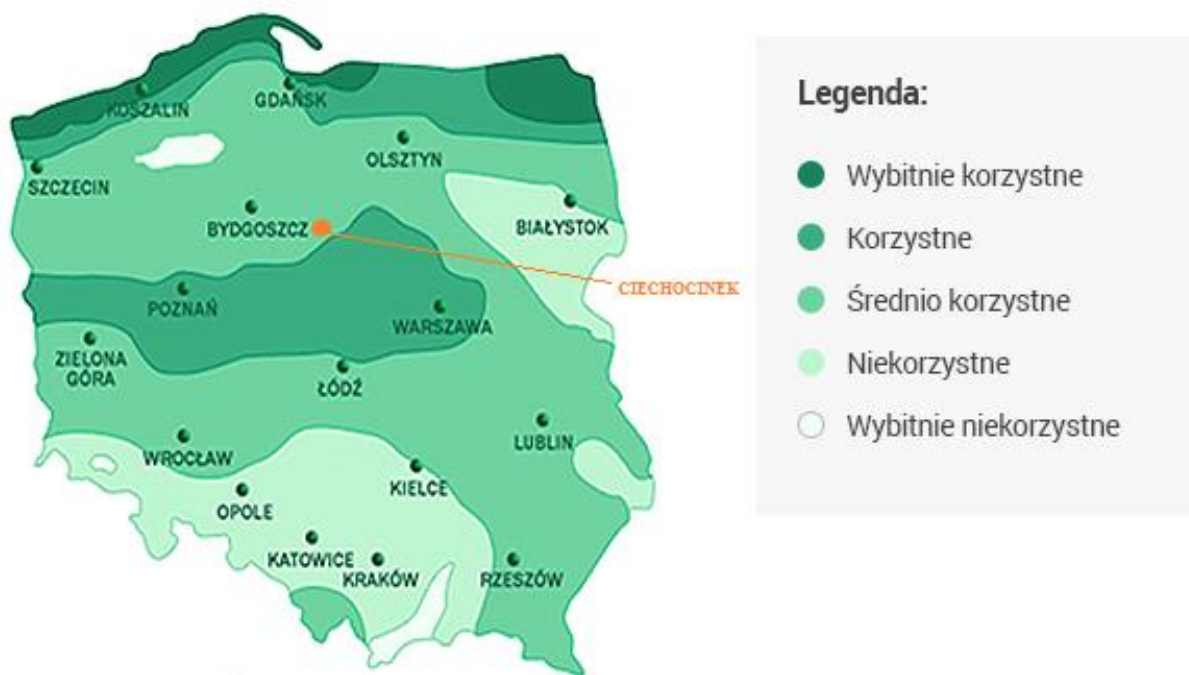 KOSZALIN
GDAŃSK
OLSZTYN
SZCZECIN
BYDGOSZCZ
BIAŁYSTOK
CIECHOCINEK
POZNAŃ
WARSZAWA
ZIELONA
GÓRA
ŁÓDŹ
LUBLIN
WROCŁAW
KIELCE
OPOLE
KATOWICE
KRAKÓW
RZESZÓW
Legenda:
Wybitnie korzystne
Korzystne
Średnio korzystne
Niekorzystne
Wybitnie niekorzystne